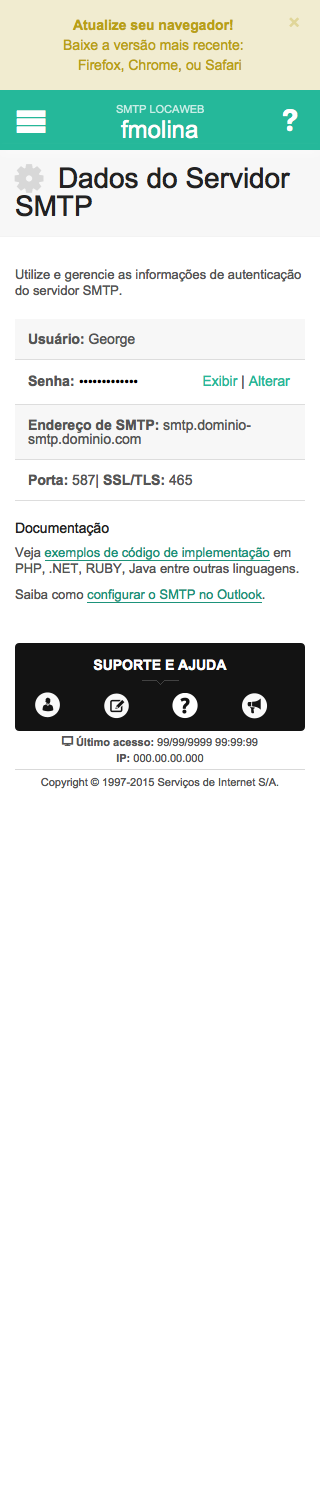 Atualize seu navegador!
×
Baixe a versão mais recente:
Firefox, Chrome, ou Safari
SMTP LOCAWEB
fmolina
?
Dados do Servidor
SMTP
Utilize e gerencie as informações de autenticação
do servidor SMTP.
Usuário: George
Senha: ••••••••••••• Exibir | Alterar
Endereço de SMTP: smtp.dominio-
smtp.dominio.com
Porta: 587| SSL/TLS: 465
Documentação
Veja exemplos de código de implementação em
PHP, .NET, RUBY, Java entre outras linguagens.
Saiba como configurar o SMTP no Outlook.
SUPORTE E AJUDA
?
Último acesso: 99/99/9999 99:99:99
IP: 000.00.00.000
Copyright © 1997-2015 Serviços de Internet S/A.